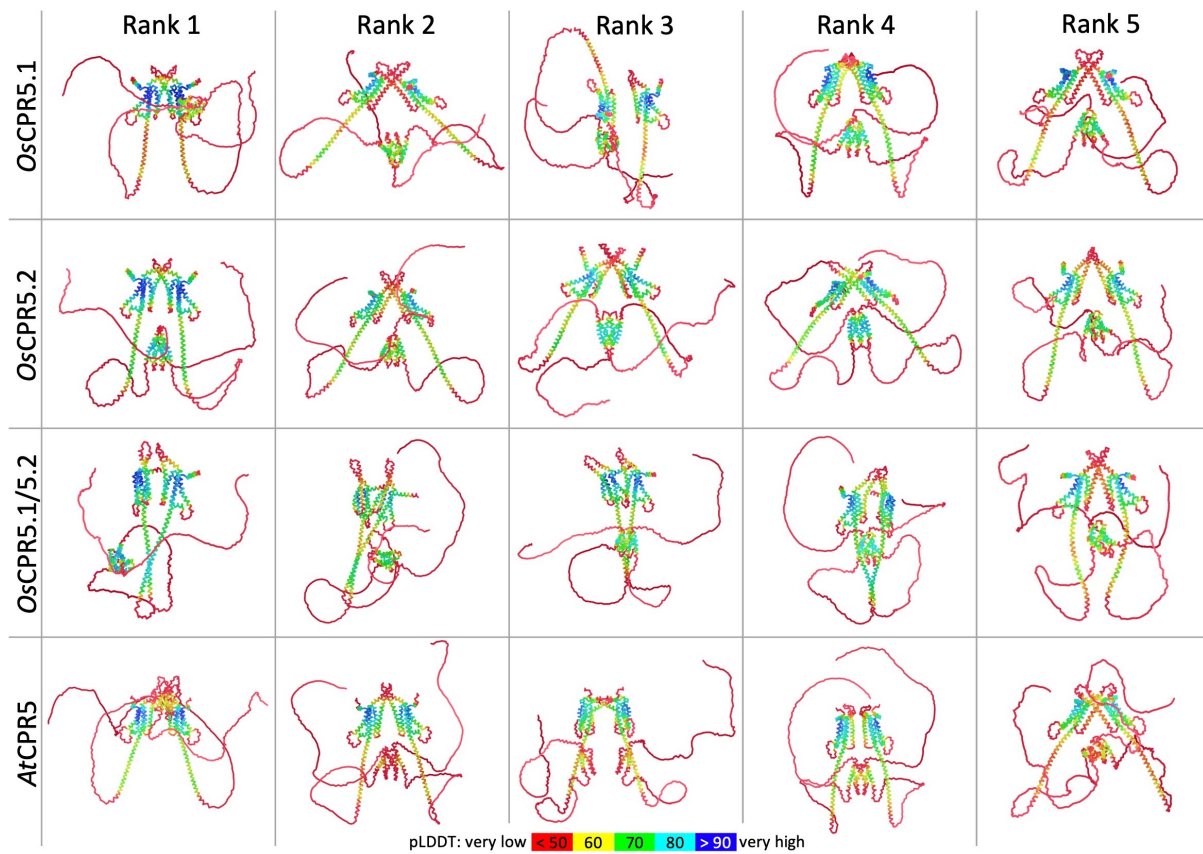 Rank 1 Rank 2 Rank 3 Rank 4 Rank 5
OsCPR5.1
OsCPR5.2
OsCPR5.1/5.2
AtCPR5
pLDDT: very low < 50 60 70 80 > 90 very high